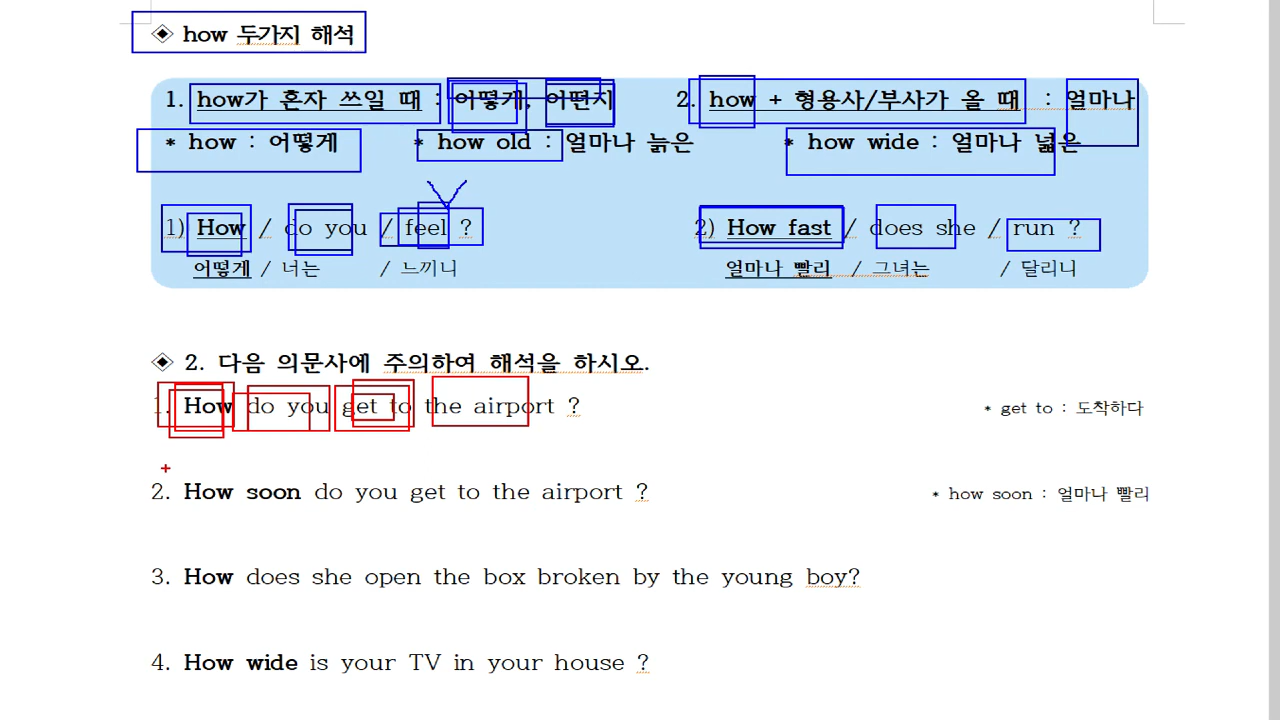 ◈ how 두가지 해석
1. how가 혼자 쓰일 때 : 어떻게, 어떤지 2. how + 형용사/부사가 올 때 : 얼마나
* how : 어떻게 * how old : 얼마나 늙은 * how wide : 얼마나 넓은
1) How / do you / feel ? 2) How fast / does she / run ?
어떻게 / 너는 / 느끼니 얼마나 빨리 / 그녀는 / 달리니
◈ 2. 다음 의문사에 주의하여 해석을 하시오.
1. How do you get to the airport ? * get to : 도착하다
2. How soon do you get to the airport ? * how soon : 얼마나 빨리
3. How does she open the box broken by the young boy?
4. How wide is your TV in your house ?